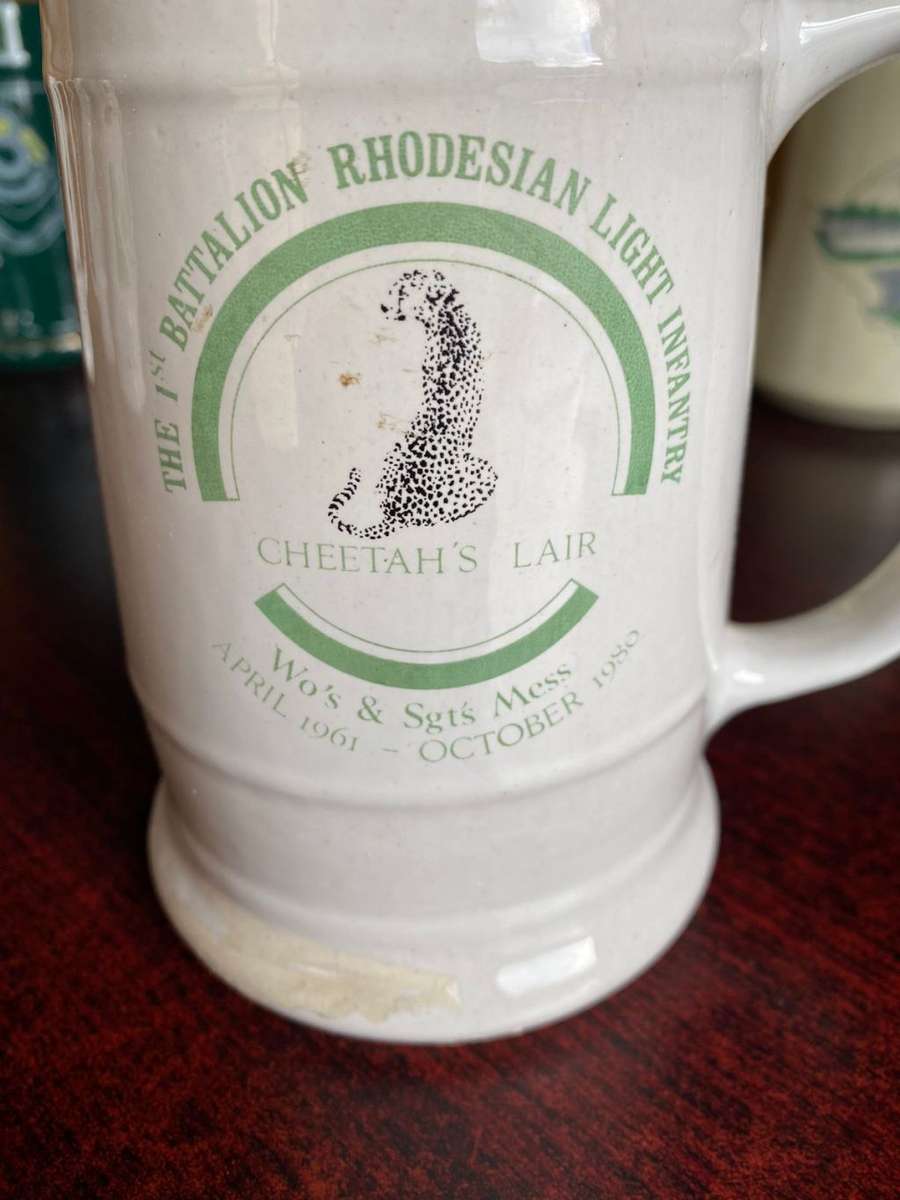 THE 1st BATTALION RHODESIAN LIGHT INFANTRY
CHEETAH'S LAIR
Wo's & Sgt's Mess
APRIL 1961 - OCTOBER 1980